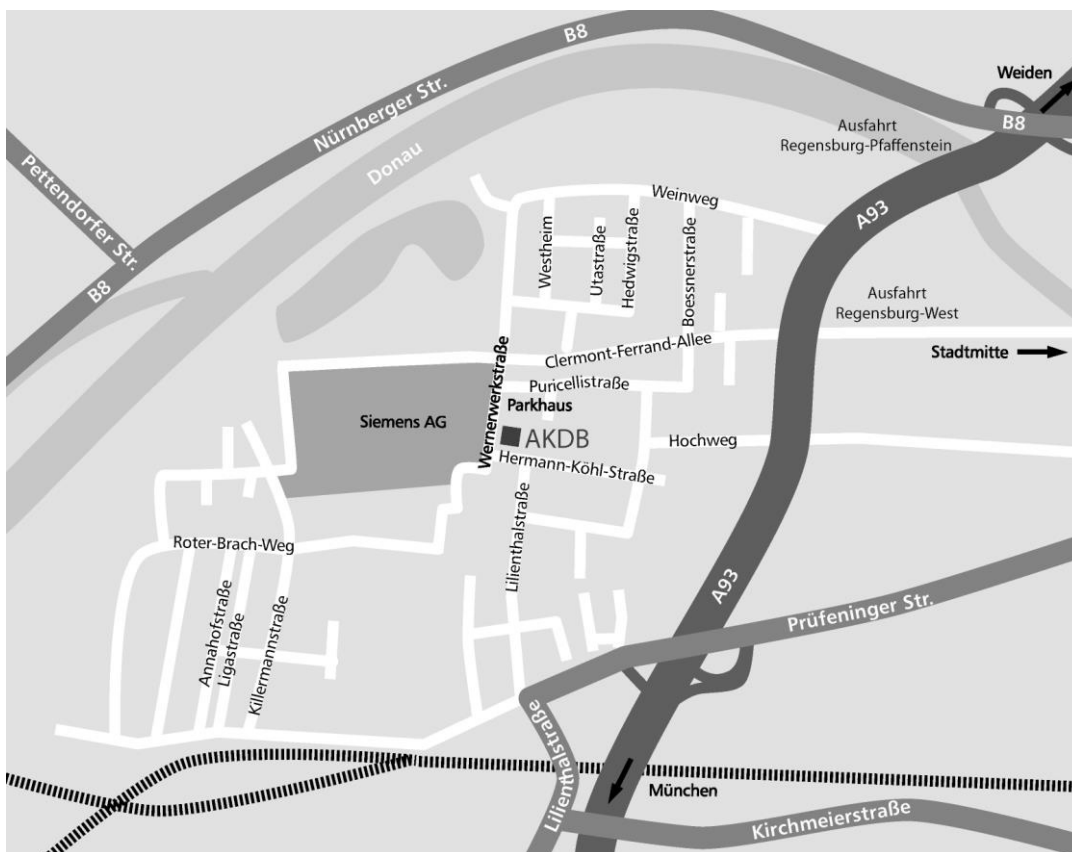 B8
Nürnberger Str.
Weiden
Donau
B8
Ausfahrt
Regensburg-Pfaffenstein
Pettendorfer Str.
Weinweg
A93
Westheim
Utastraße
Hedwigstraße
Boessnerstraße
B8
Ausfahrt
Regensburg-West
Clermont-Ferrand-Allee
Stadtmitte
Wernerwerkstraße
Puricellistraße
Parkhaus
Siemens AG
AKDB
Hochweg
Hermann-Köhl-Straße
Lilienthalstraße
Roter-Brach-Weg
A93
Annahofstraße
Ligastraße
Killermannstraße
Prüfeninger Str.
Lilienthalstraße
München
Kirchmeierstraße